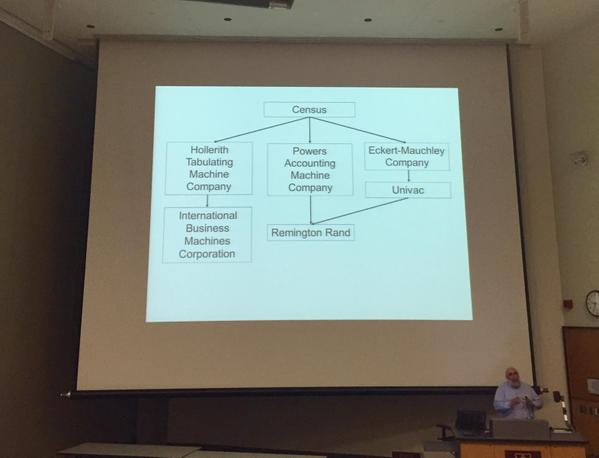 Census
Hollerith
Tabulating
Machine
Company
Powers
Accounting
Machine
Company
Eckert-Mauchley
Company
Univac
International
Business
Machines
Corporation
Remington Rand